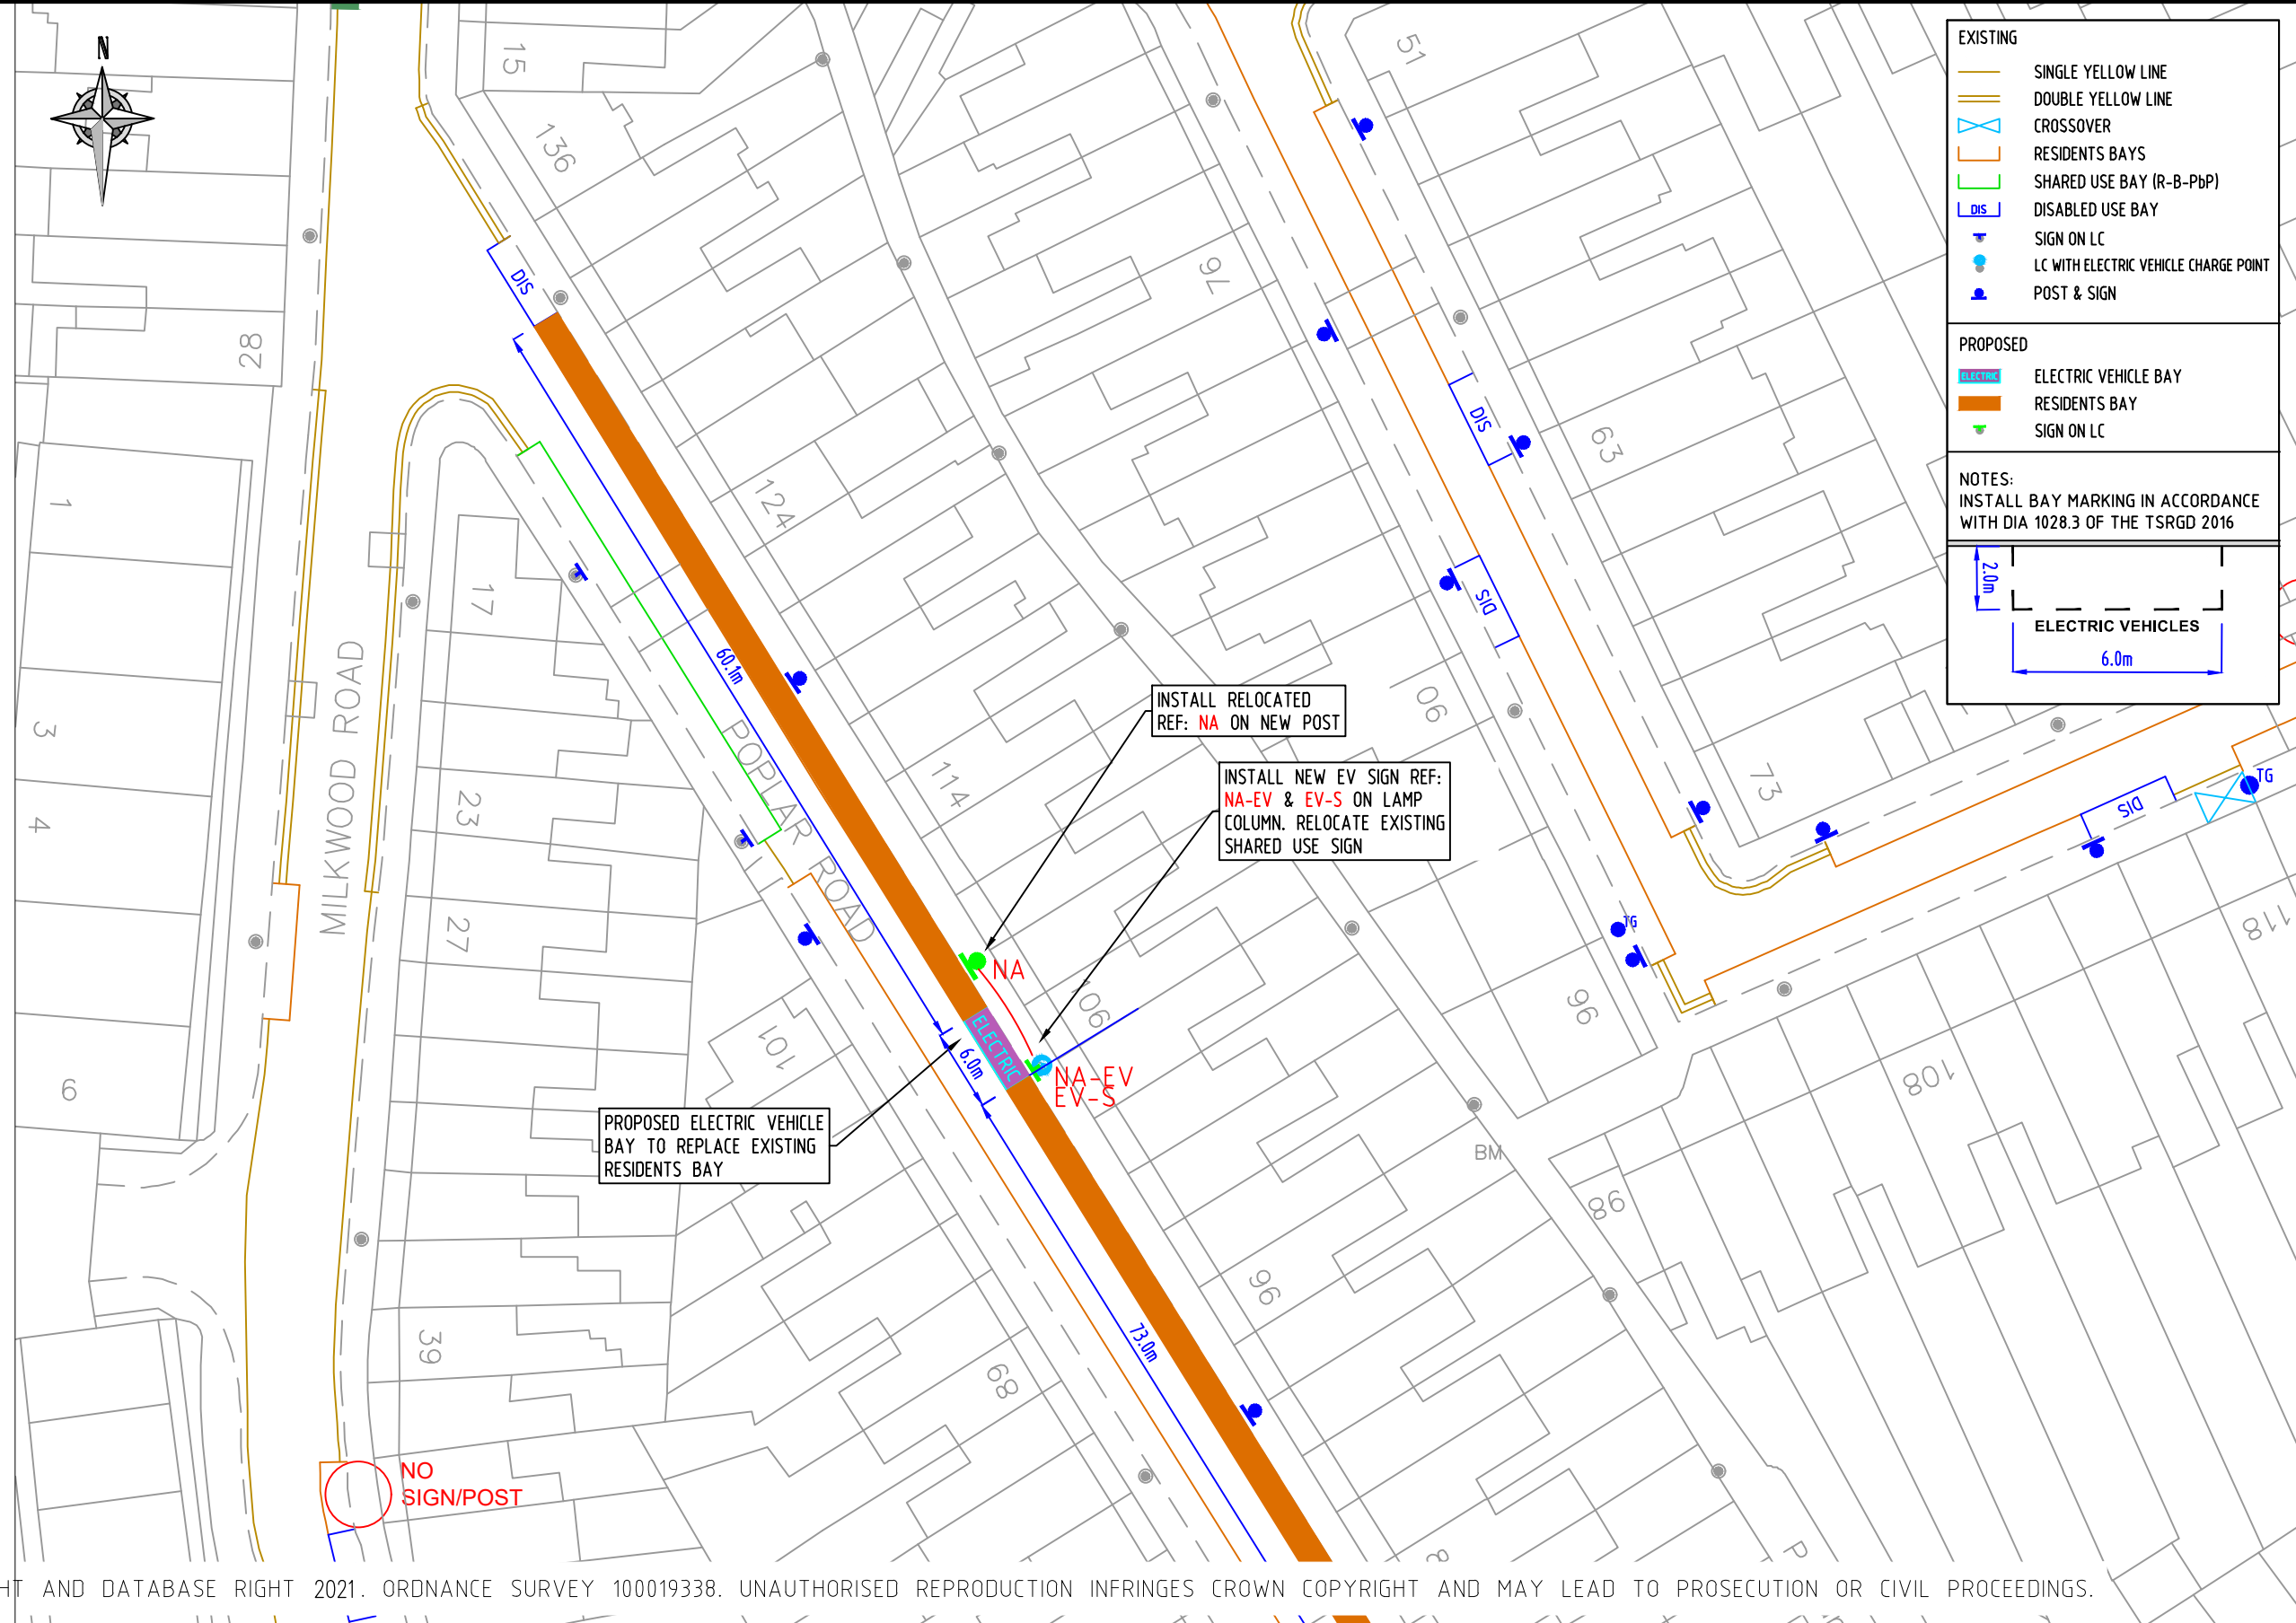 N
15
136
51
EXISTING
SINGLE YELLOW LINE
DOUBLE YELLOW LINE
CROSSOVER
RESIDENTS BAYS
SHARED USE BAY (R-B-PbP)
DIS
DISABLED USE BAY
SIGN ON LC
LC WITH ELECTRIC VEHICLE CHARGE POINT
POST & SIGN
PROPOSED
ELECTRIC
ELECTRIC VEHICLE BAY
RESIDENTS BAY
SIGN ON LC
NOTES:
INSTALL BAY MARKING IN ACCORDANCE
WITH DIA 1028.3 OF THE TSRGD 2016
2.0m
ELECTRIC VEHICLES
6.0m
DIS
76
28
DIS
63
124
1
17
DIS
60.1m
MILKWOOD ROAD
POPLAR ROAD
INSTALL RELOCATED
REF: NA ON NEW POST
90
3
4
23
114
73
INSTALL NEW EV SIGN REF:
NA-EV & EV-S ON LAMP
COLUMN. RELOCATE EXISTING
SHARED USE SIGN
TG
DIS
27
TG
118
NA
106
96
101
ELECTRIC
6.0m
NA-EV
EV-S
9
108
PROPOSED ELECTRIC VEHICLE
BAY TO REPLACE EXISTING
RESIDENTS BAY
BM
98
96
39
73.0m
68
NO
SIGN/POST
HT AND DATABASE RIGHT 2021. ORDNANCE SURVEY 100019338. UNAUTHORISED REPRODUCTION INFRINGES CROWN COPYRIGHT AND MAY LEAD TO PROSECUTION OR CIVIL PROCEEDINGS.